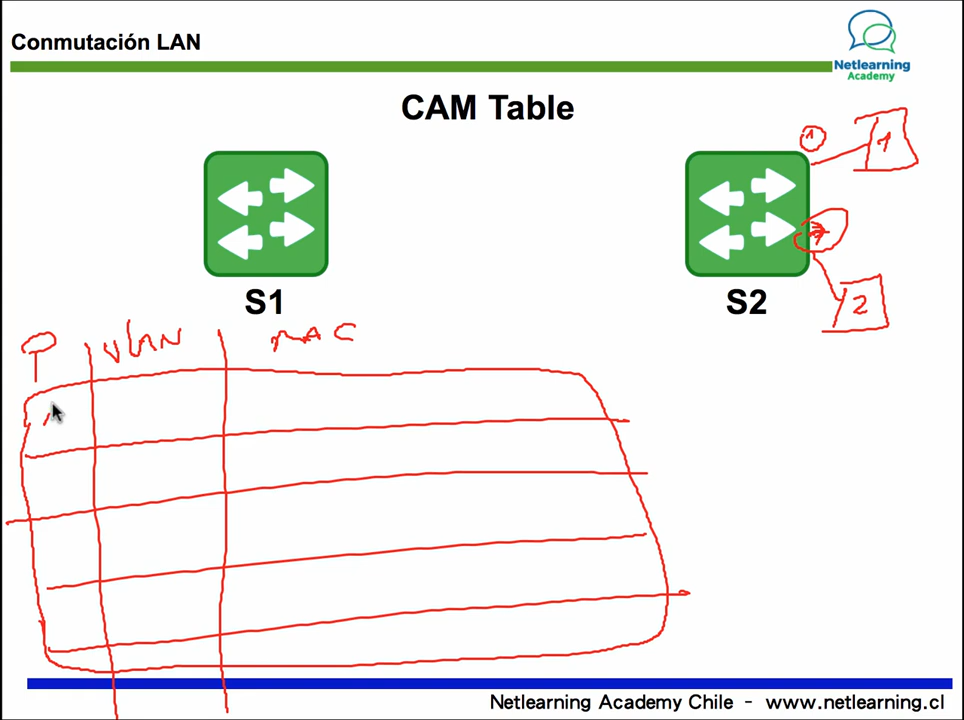 Conmutación LAN
Netlearning
Academy
CAM Table
1
1
S1
S2
2
P VLAN MAC
Netlearning Academy Chile - www.netlearning.cl